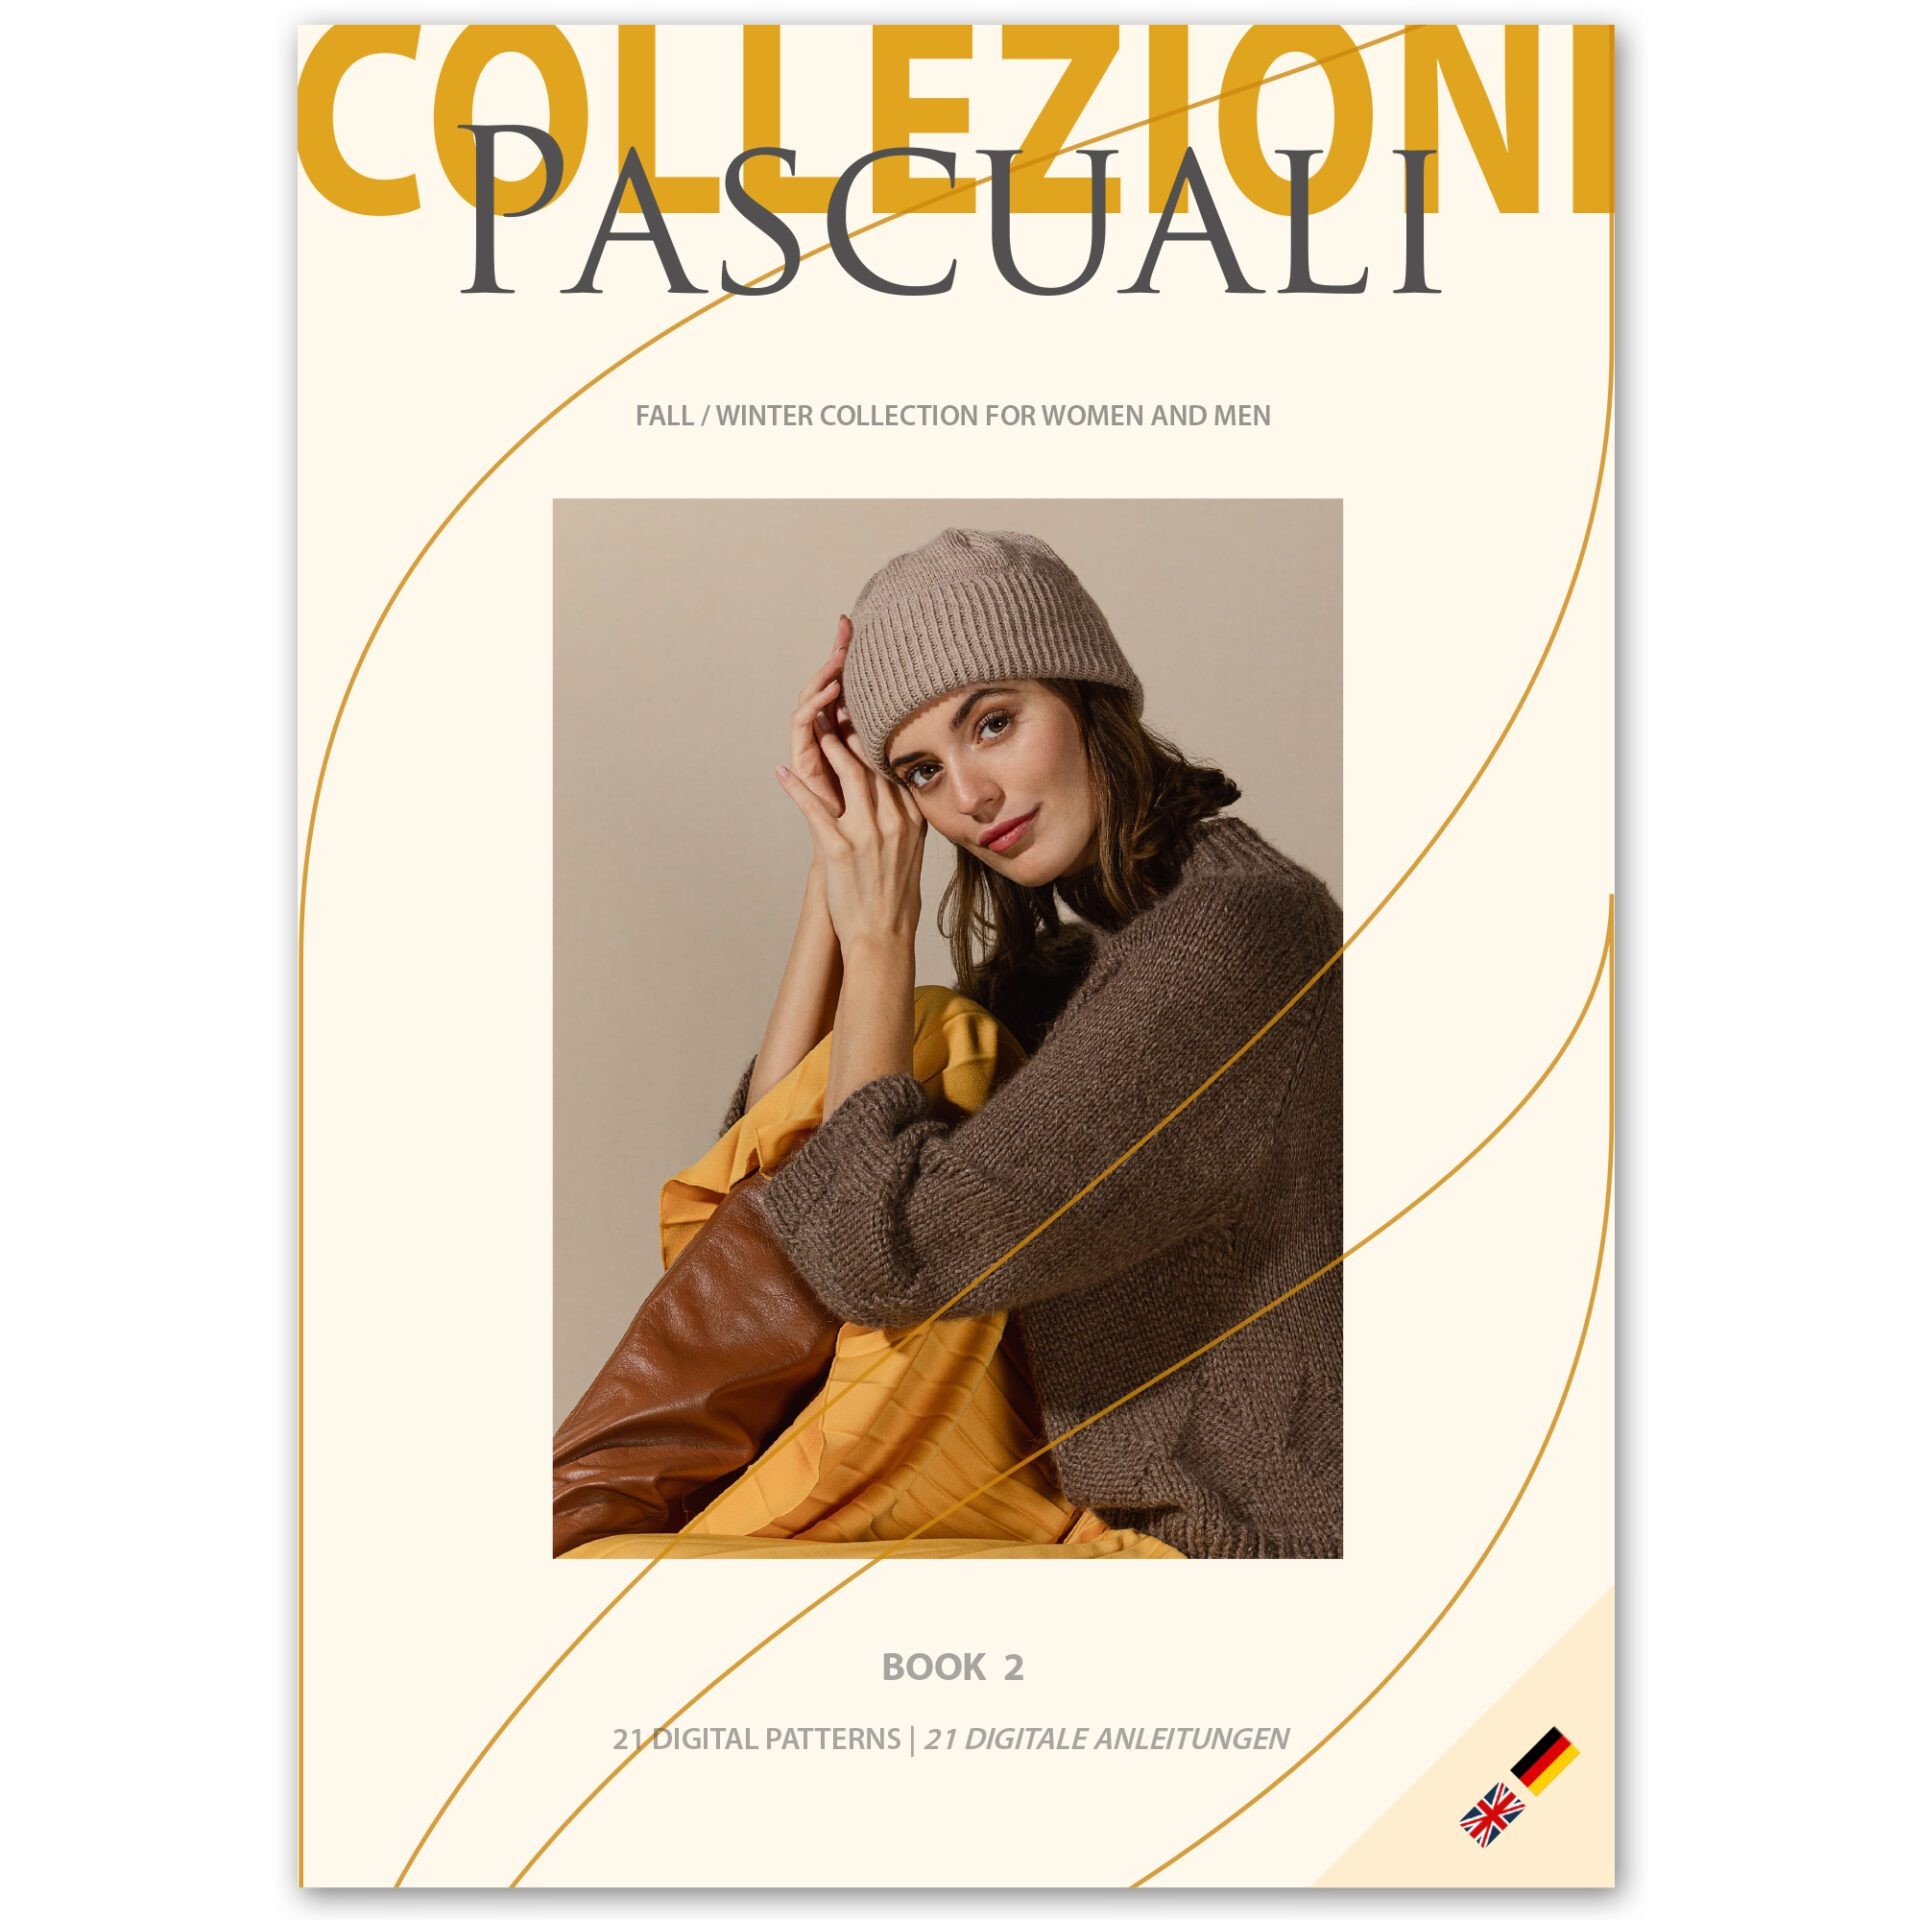 COLLEZIONI
PASCUALI
FALL / WINTER COLLECTION FOR WOMEN AND MEN
BOOK 2
21 DIGITAL PATTERNS | 21 DIGITALE ANLEITUNGEN